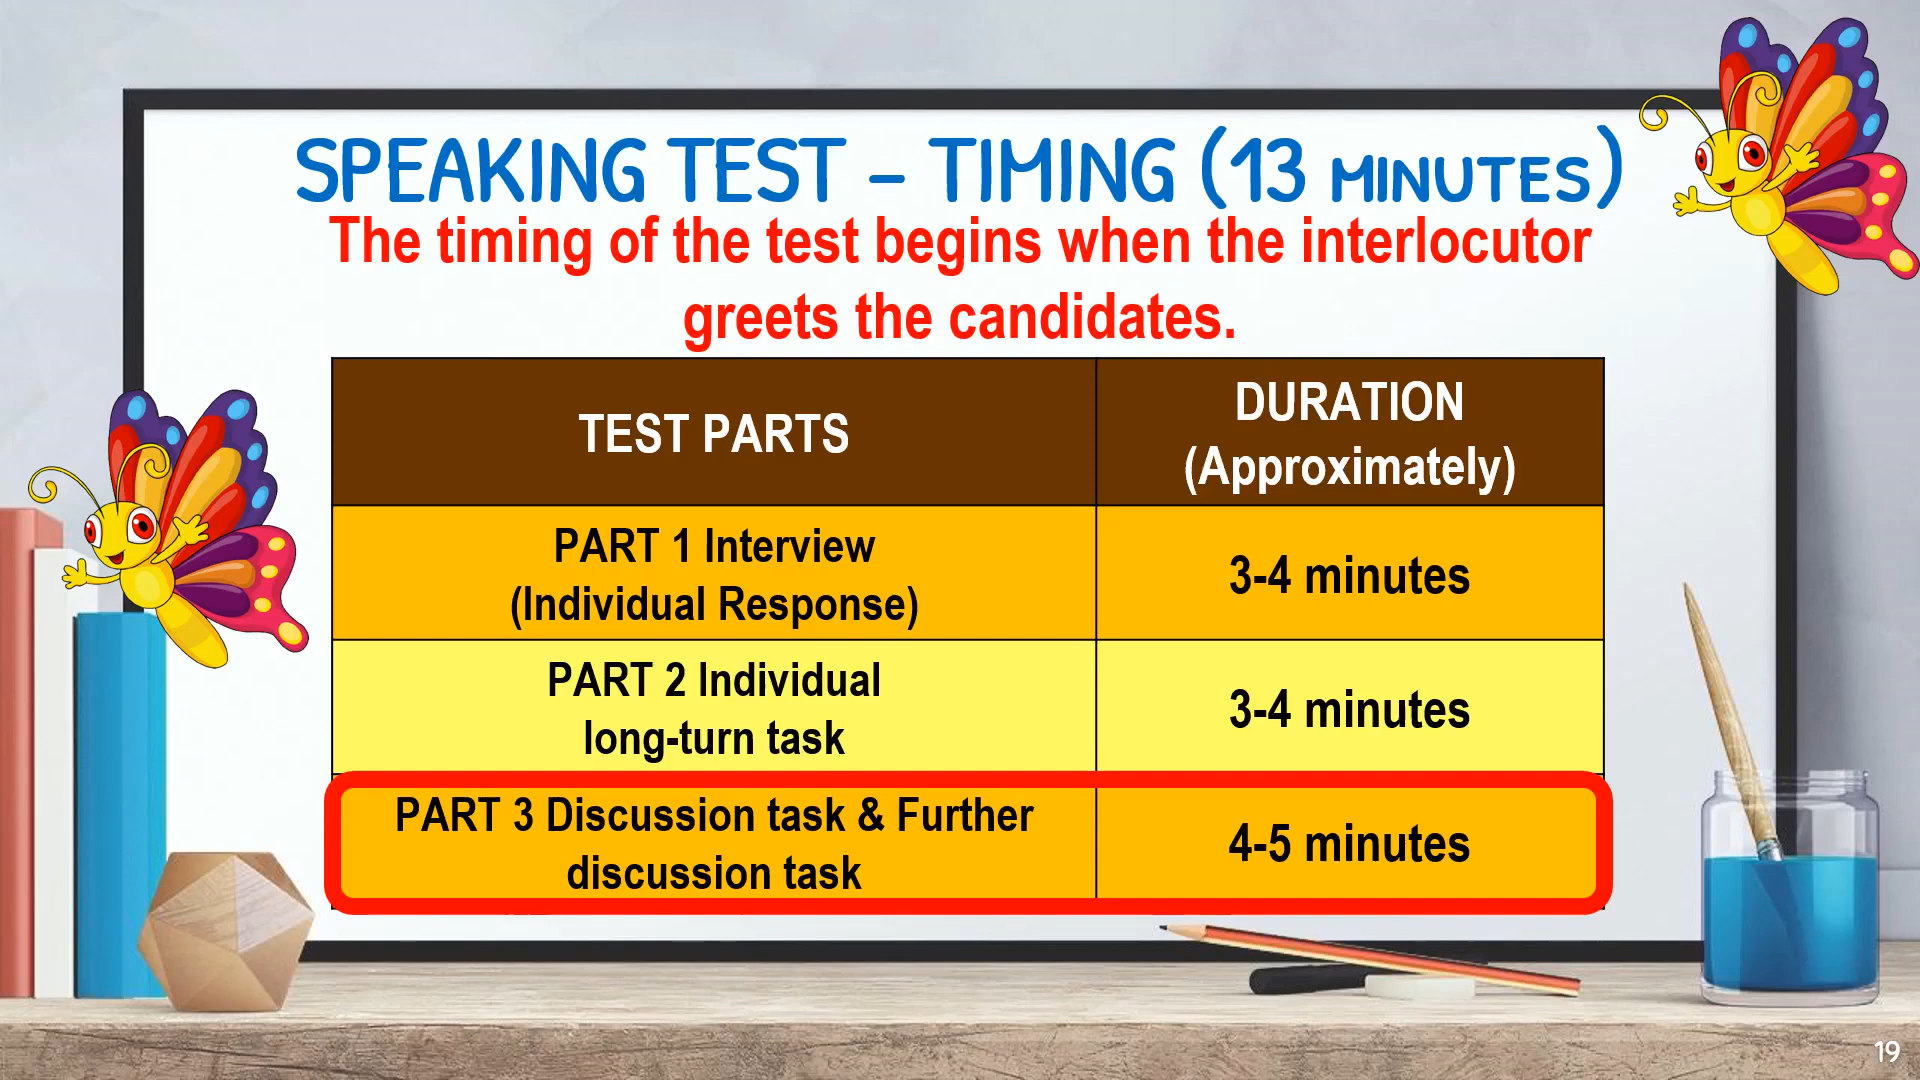 SPEAKING TEST – TIMING (13 MINUTES)
The timing of the test begins when the interlocutor
greets the candidates.
TEST PARTS
DURATION
(Approximately)
PART 1 Interview
(Individual Response)
3-4 minutes
PART 2 Individual
long-turn task
3-4 minutes
PART 3 Discussion task & Further
discussion task
4-5 minutes
19